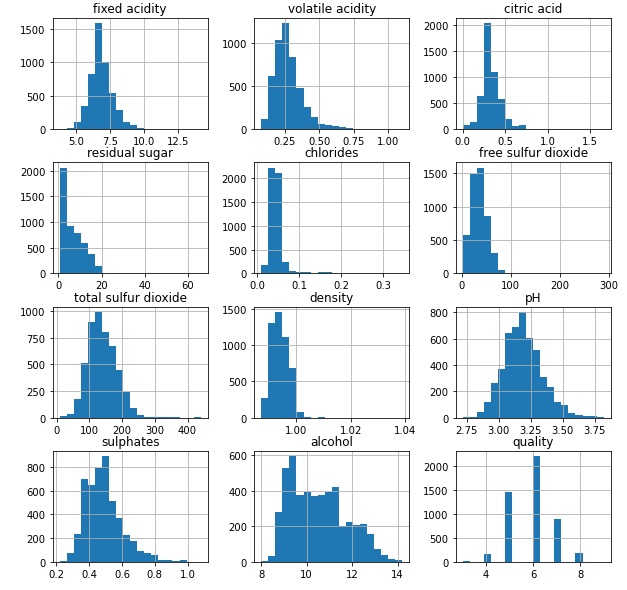 fixed acidity
volatile acidity
citric acid
1500
1000
500
0
5.0 7.5 10.0 12.5
1000
500
0
0.25 0.50 0.75 1.00
2000
1500
1000
500
0
0.0 0.5 1.0 1.5
residual sugar
chlorides
free sulfur dioxide
2000
1500
1000
500
0
0 20 40 60
2000
1500
1000
500
0
0.0 0.1 0.2 0.3
1500
1000
500
0
0 100 200 300
total sulfur dioxide
density
pH
1000
750
500
250
0
0 100 200 300 400
1500
1000
500
0
1.00 1.02 1.04
800
600
400
200
0
2.75 3.00 3.25 3.50 3.75
sulphates
alcohol
quality
800
600
400
200
0
0.2 0.4 0.6 0.8 1.0
600
400
200
0
8 10 12 14
2000
1500
1000
500
0
4 6 8